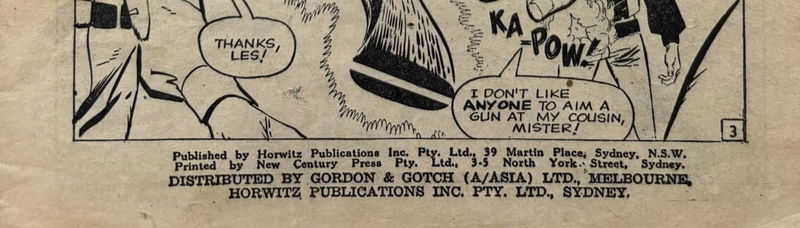 THANKS,
LES!
KA-POW!
I DON'T LIKE
ANYONE TO AIM A
GUN AT MY COUSIN,
MISTER!
3
Published by Horwitz Publications Inc. Pty. Ltd., 39 Martin Place, Sydney, N.S.W.
Printed by New Century Press Pty. Ltd., 3-5 North York Street, Sydney.
DISTRIBUTED BY GORDON & GOTCH (A/ASIA) LTD., MELBOURNE,
HORWITZ PUBLICATIONS INC. PTY. LTD., SYDNEY.